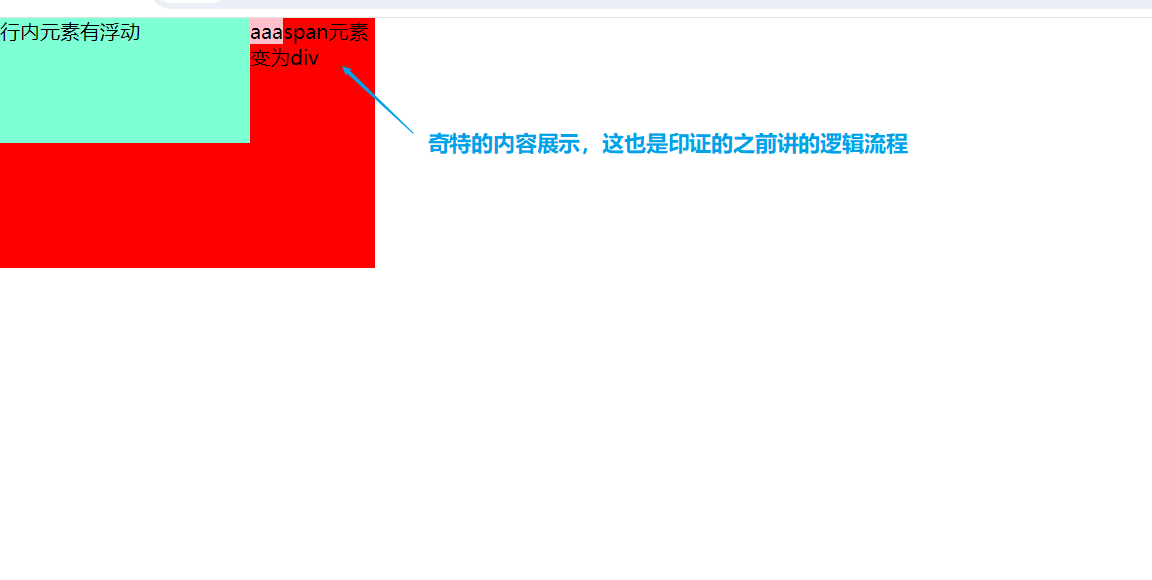 行内元素有浮动
aaaspan元素
变为div
奇特的内容展示，这也是印证的之前讲的逻辑流程